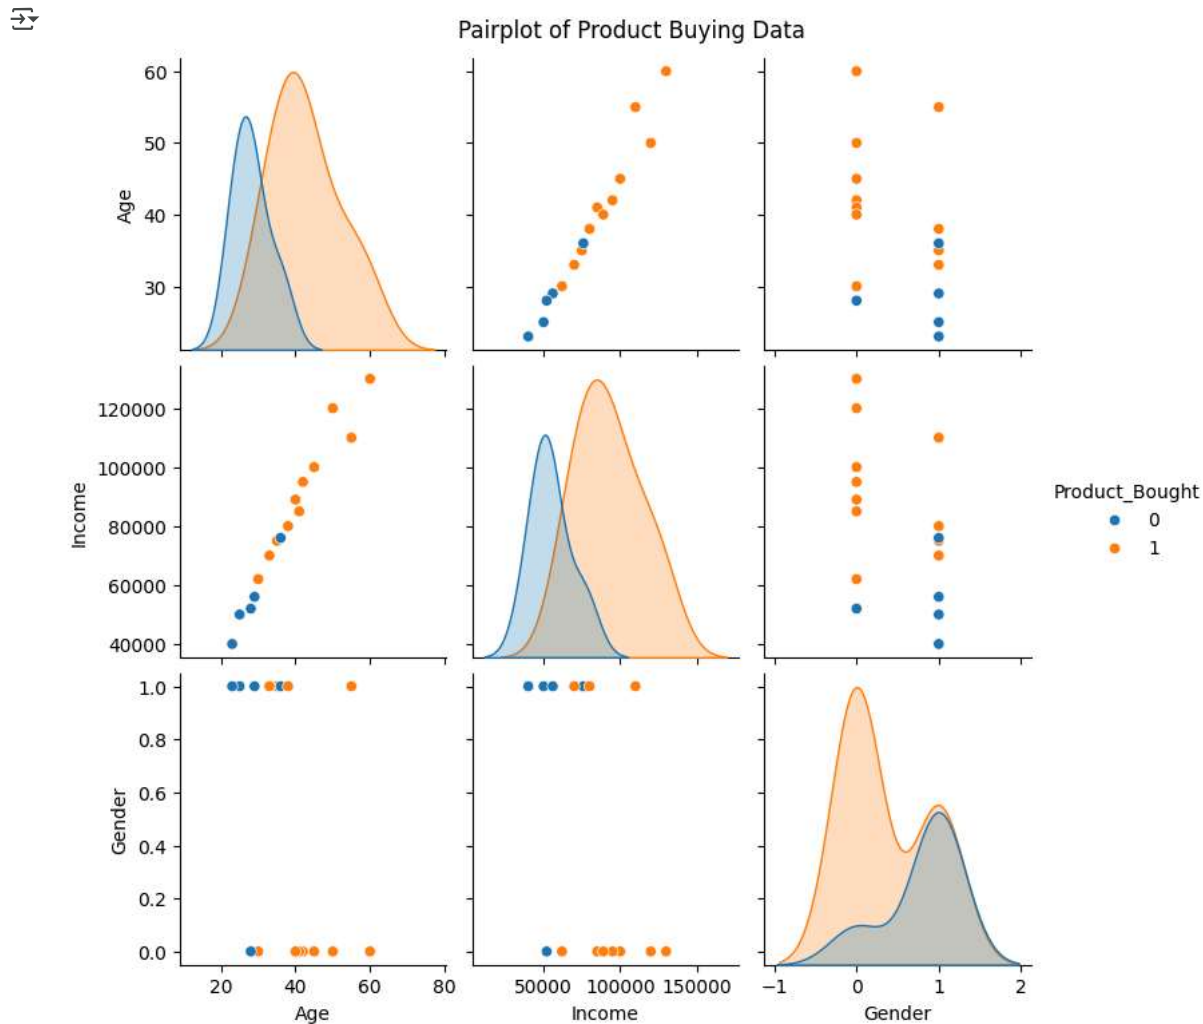 Pairplot of Product Buying Data
60
50
40
30
Age
120000
100000
80000
60000
40000
Income
Product_Bought
0
1
1.0
0.8
0.6
0.4
0.2
0.0
Gender
20 40 60 80
50000 100000 150000
−1 0 1 2
Age Income Gender